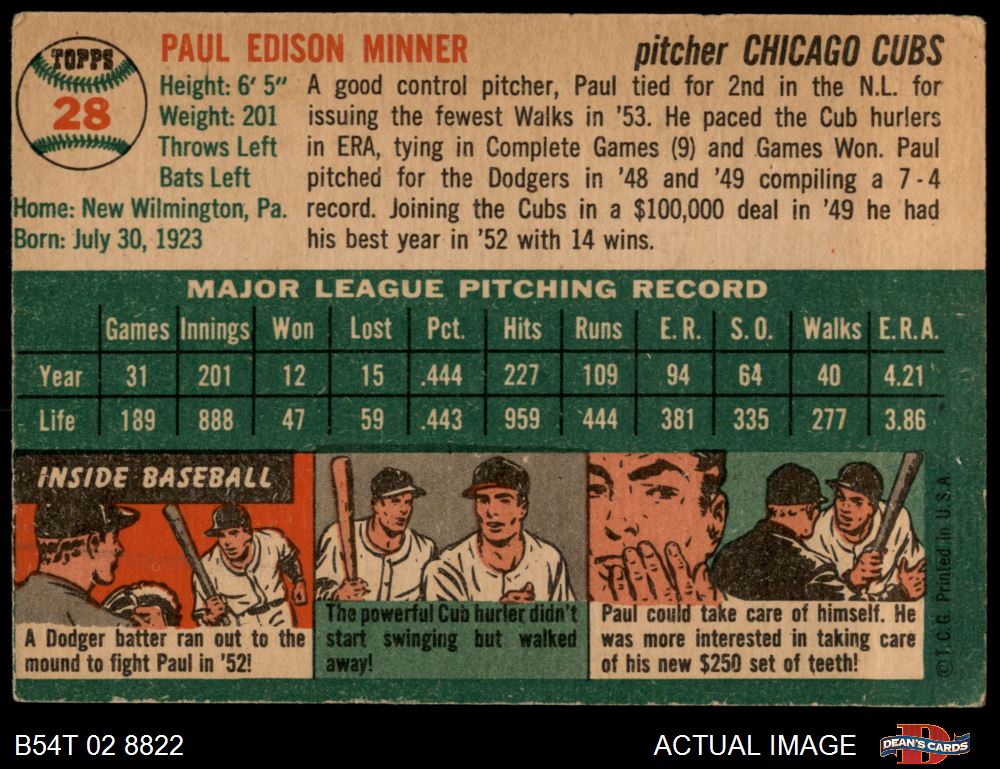 TOPPS
28
PAUL EDISON MINNER
pitcher CHICAGO CUBS
Height: 6' 5"
Weight: 201
Throws Left
Bats Left
Home: New Wilmington, Pa.
Born: July 30, 1923
A good control pitcher, Paul tied for 2nd in the N.L. for
issuing the fewest Walks in '53. He paced the Cub hurlers
in ERA, tying in Complete Games (9) and Games Won. Paul
pitched for the Dodgers in '48 and '49 compiling a 7-4
record. Joining the Cubs in a $100,000 deal in '49 he had
his best year in '52 with 14 wins.
MAJOR LEAGUE PITCHING RECORD
Games Innings Won Lost Pct. Hits Runs E.R. S.O. Walks E.R.A.
Year 31 201 12 15 .444 227 109 94 64 40 4.21
Life 189 888 47 59 .443 959 444 381 335 277 3.86
INSIDE BASEBALL
A Dodger batter ran out to the
mound to fight Paul in '52!
The powerful Cub hurler didn't
start swinging but walked
away!
Paul could take care of himself. He
was more interested in taking care
of his new $250 set of teeth!
©T.C.G. Printed in U.S.A
B54T 02 8822
ACTUAL IMAGE
B
DEAN'S CARDS